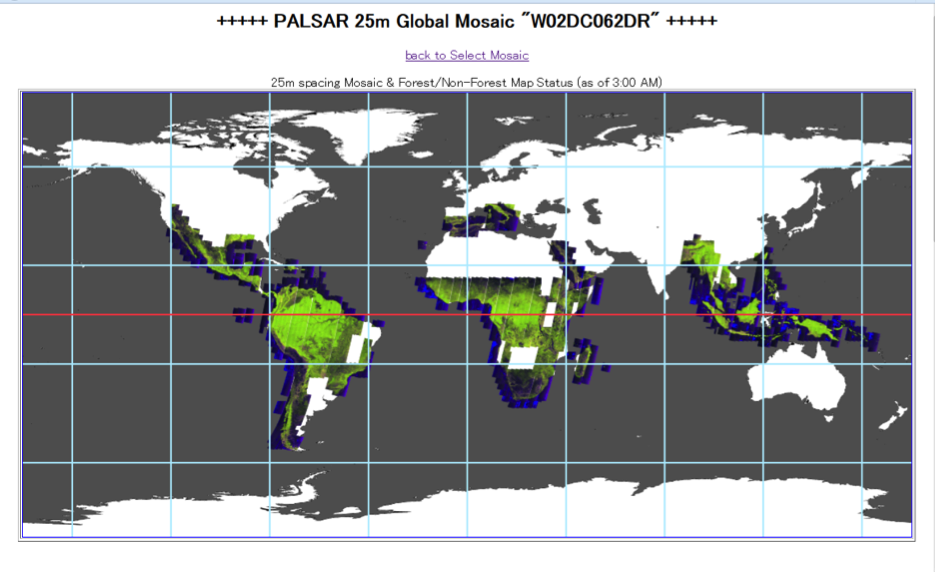 +++++ PALSAR 25m Global Mosaic "W02DC062DR" +++++
back to Select Mosaic
25m spacing Mosaic & Forest/Non-Forest Map Status (as of 3:00 AM)